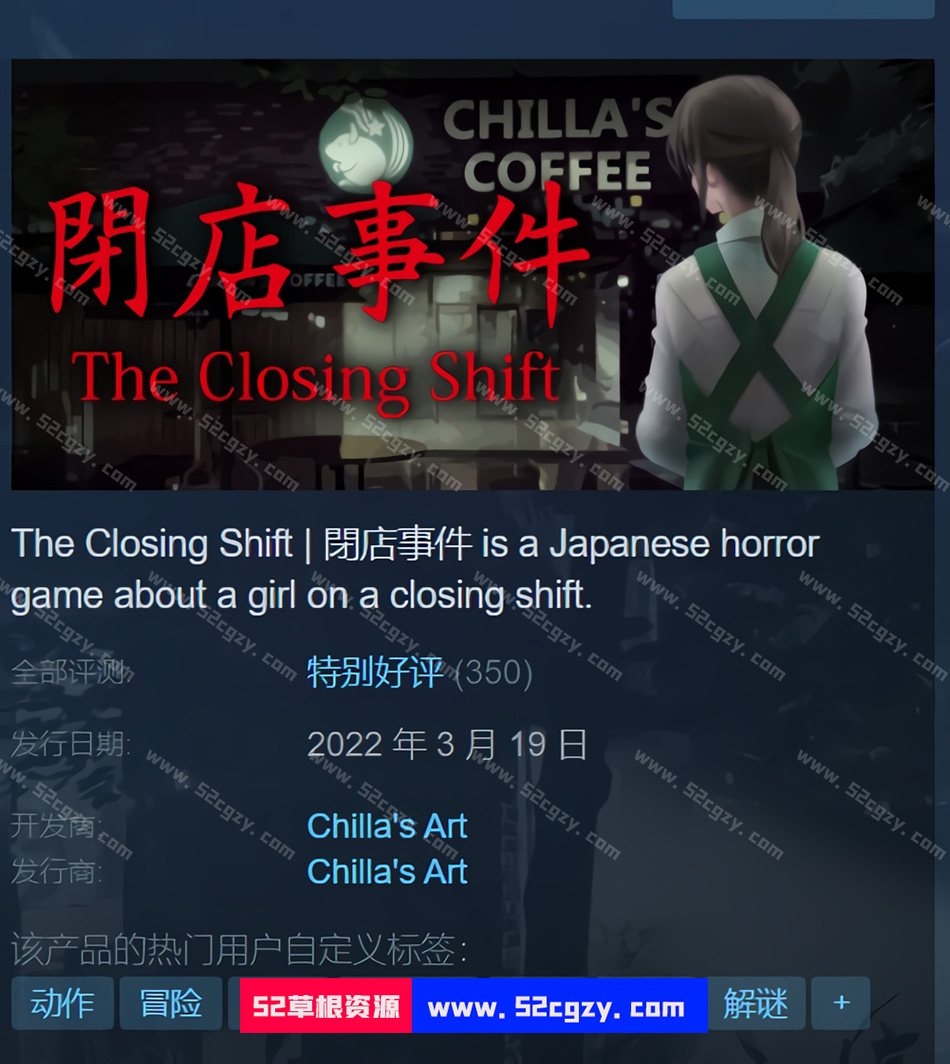 CHILLA'S
COFFEE
閉店事件
COFFEE
The Closing Shift
The Closing Shift | 閉店事件 is a Japanese horror
game about a girl on a closing shift.
全部评测: 特别好评 (350)
发行日期: 2022 年 3 月 19 日
开发商: Chilla's Art
发行商: Chilla's Art
该产品的热门用户自定义标签:
动作 冒险 52草根资源 www.52cgzy.com 解谜 +
www.52cgzy.com